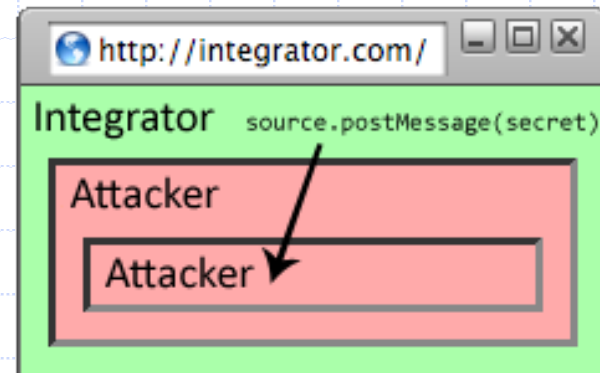 http://integrator.com/
Integrator source.postMessage(secret)
Attacker
Attacker